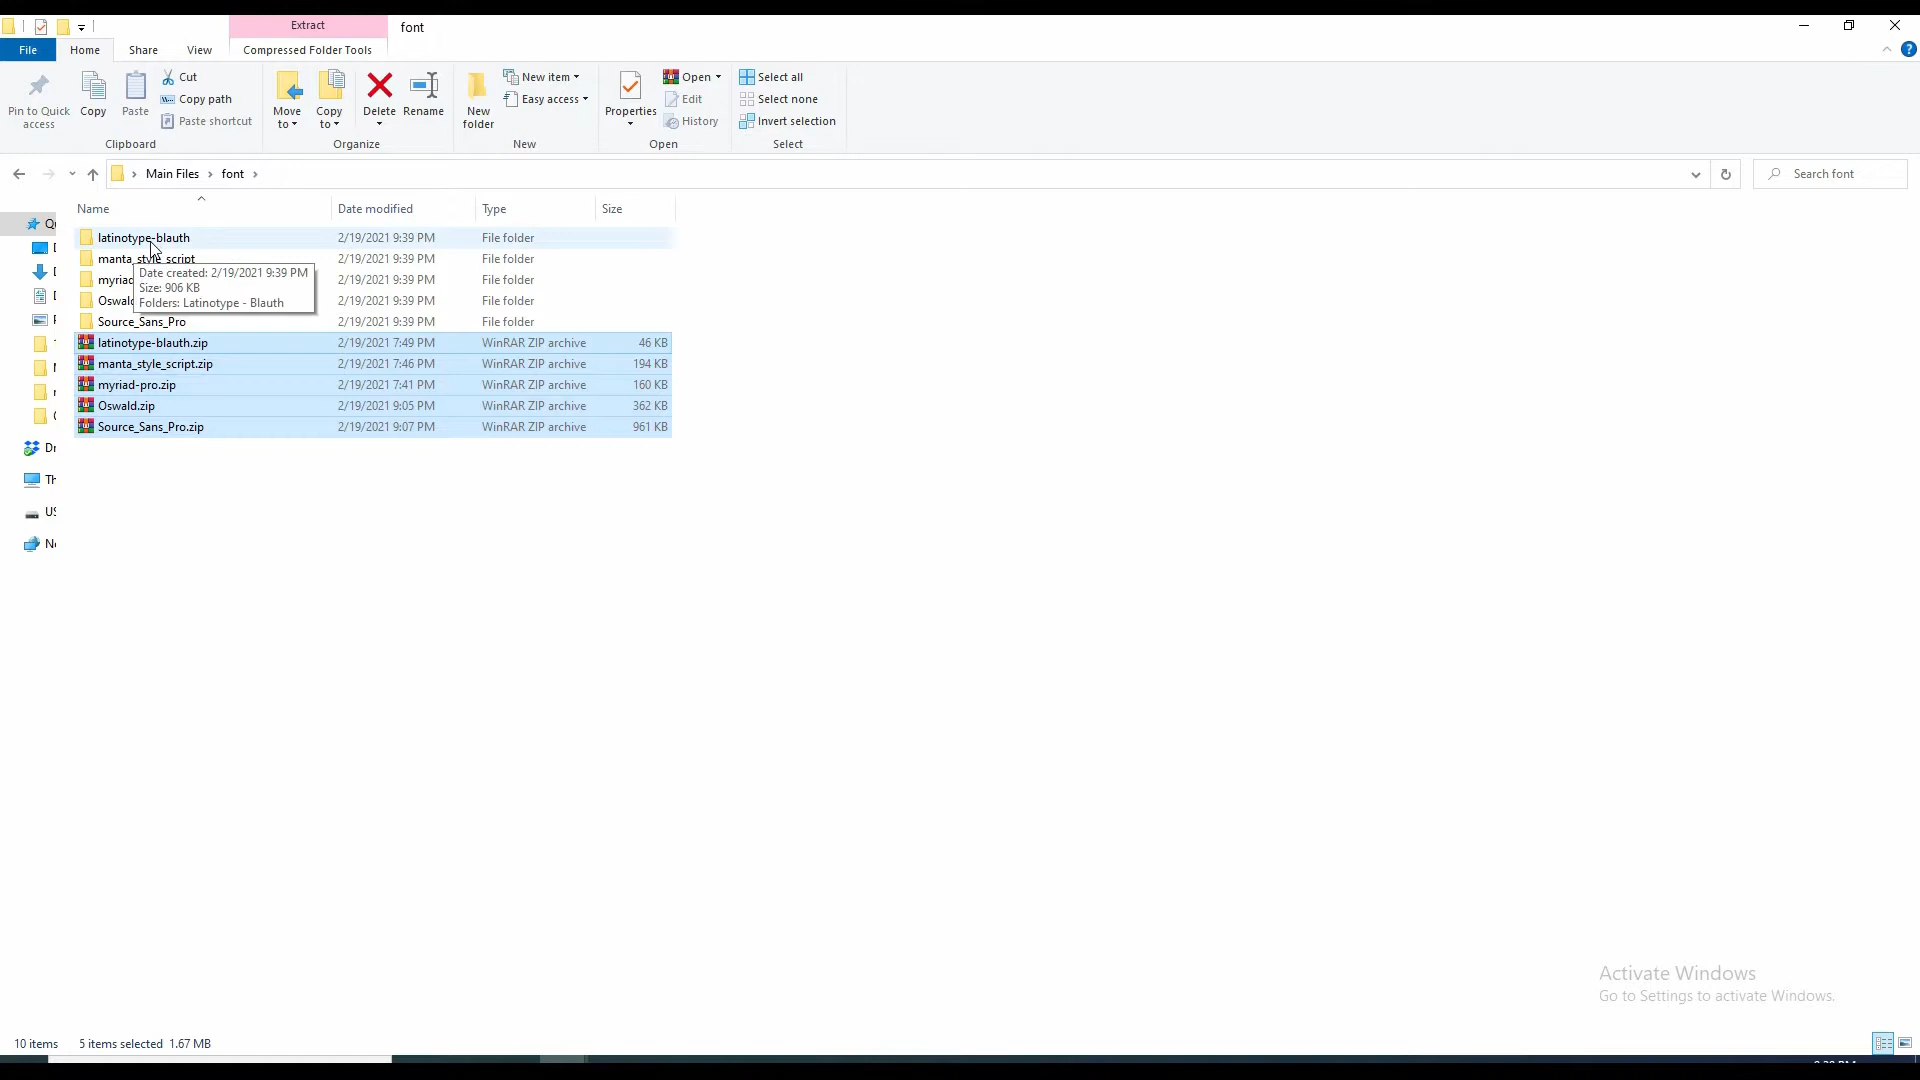 Extract
font
File
Home
Share
View
Compressed Folder Tools
Pin to Quick access
Copy
Paste
Cut
Copy path
Paste shortcut
Clipboard
Move to
Copy to
Delete
Rename
Organize
New folder
New item
Easy access
New
Properties
Open
Edit
History
Open
Select all
Select none
Invert selection
Select
Main Files > font >
Search font
Name Date modified Type Size
latinotype-blauth 2/19/2021 9:39 PM File folder
manta_style_script 2/19/2021 9:39 PM File folder
myriad 2/19/2021 9:39 PM File folder
Oswald 2/19/2021 9:39 PM File folder
Source_Sans_Pro 2/19/2021 9:39 PM File folder
Date created: 2/19/2021 9:39 PM
Size: 906 KB
Folders: Latinotype - Blauth
latinotype-blauth.zip 2/19/2021 7:49 PM WinRAR ZIP archive 46 KB
manta_style_script.zip 2/19/2021 7:46 PM WinRAR ZIP archive 194 KB
myriad-pro.zip 2/19/2021 7:41 PM WinRAR ZIP archive 160 KB
Oswald.zip 2/19/2021 9:05 PM WinRAR ZIP archive 362 KB
Source_Sans_Pro.zip 2/19/2021 9:07 PM WinRAR ZIP archive 961 KB
Activate Windows
Go to Settings to activate Windows.
10 items 5 items selected 1.67 MB